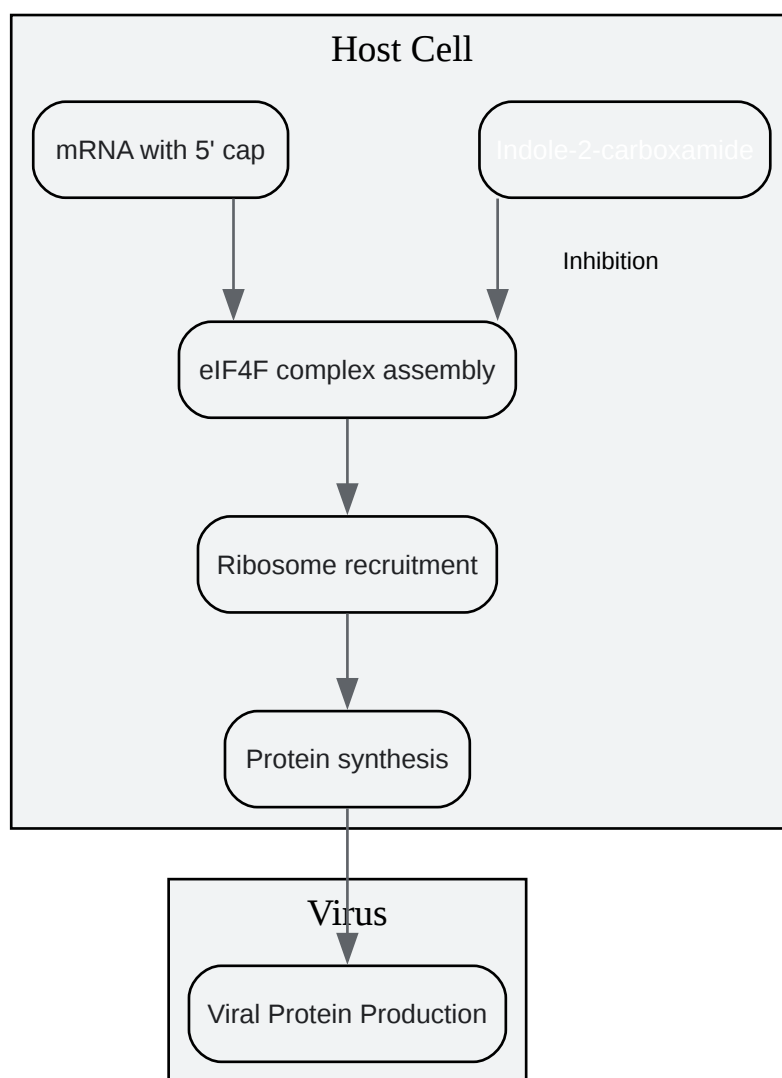 Host Cell
mRNA with 5' cap
Indole-2-carboxamide
Inhibition
eIF4F complex assembly
Ribosome recruitment
Protein synthesis
Virus
Viral Protein Production